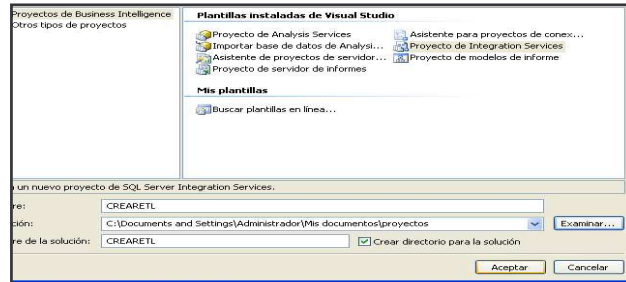 Proyectos de Business Intelligence
Otros tipos de proyectos
Plantillas instaladas de Visual Studio
Proyecto de Analysis Services
Asistente para proyectos de conex...
Importar base de datos de Analysi...
Proyecto de Integration Services
Asistente de proyectos de servidor...
Proyecto de modelos de informe
Proyecto de servidor de informes
Mis plantillas
Buscar plantillas en línea...
un nuevo proyecto de SQL Server Integration Services.
re:
CREARETL
ción:
C:\Documents and Settings\Administrador\Mis documentos\proyectos
Examinar...
re de la solución:
CREARETL
Crear directorio para la solución
Aceptar
Cancelar